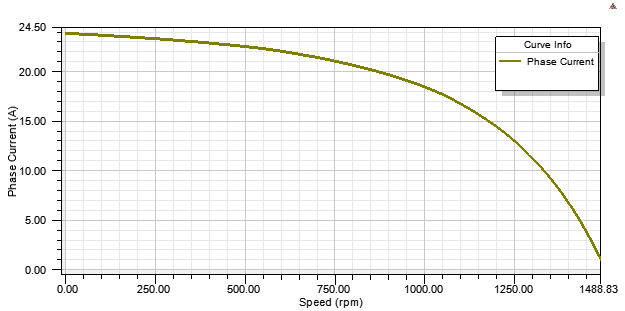 24.50
20.00
15.00
10.00
5.00
0.00
Phase Current (A)
Curve Info
Phase Current
0.00 250.00 500.00 750.00 1000.00 1250.00 1488.83
Speed (rpm)